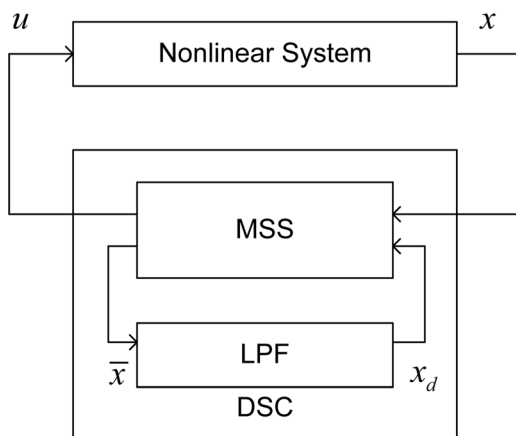 u
x
Nonlinear System
MSS
LPF
x̅
x_d
DSC